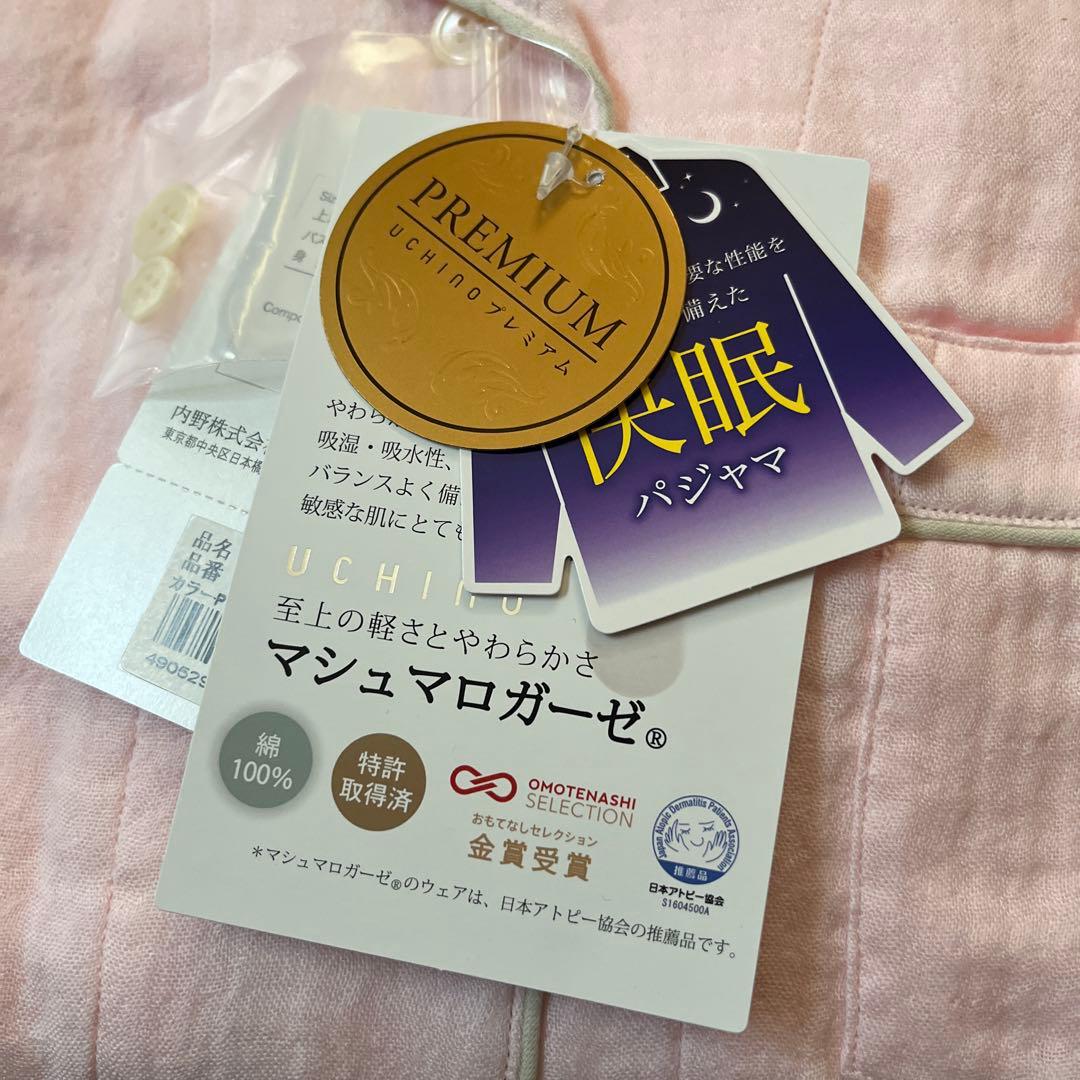 PREMIUM
UCHINOプレミアム
要な性能を
備えた
快眠
パジャマ
吸湿・吸水性、
バランスよく備
敏感な肌にとても
UCHINO
至上の軽さとやわらかさ
マシュマロガーゼ®
綿
100%
特許
取得済
OMOTENASHI
SELECTION
おもてなしセレクション
金賞受賞
Japan Atopic Dermatitis Patients Association
推薦品
日本アトピー協会
S1604500A
＊マシュマロガーゼ®のウェアは、日本アトピー協会の推薦品です。
内野株式会
東京都中央区日本橋
品名
品番
カラーP
490529